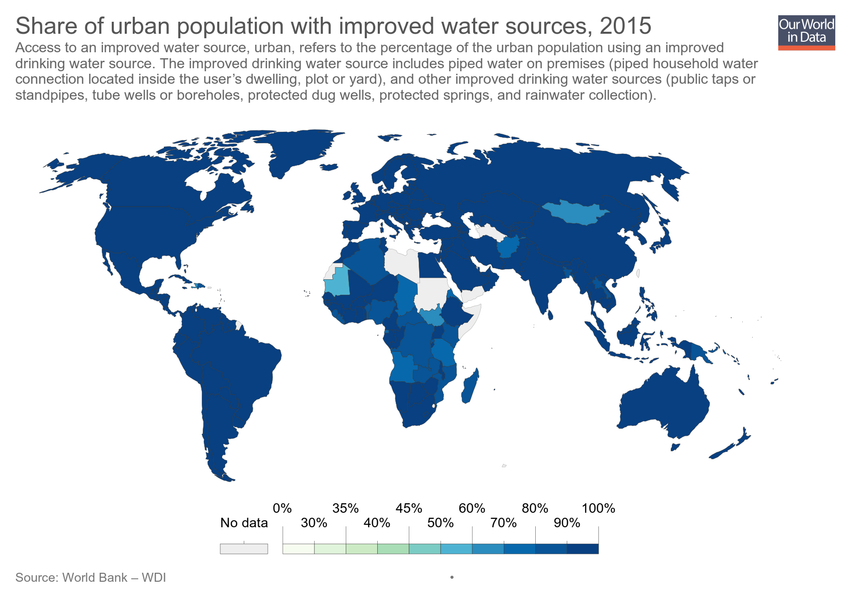 Share of urban population with improved water sources, 2015
Our World
in Data
Access to an improved water source, urban, refers to the percentage of the urban population using an improved
drinking water source. The improved drinking water source includes piped water on premises (piped household water
connection located inside the user's dwelling, plot or yard), and other improved drinking water sources (public taps or
standpipes, tube wells or boreholes, protected dug wells, protected springs, and rainwater collection).
0% 35% 45% 60% 80% 100%
No data 30% 40% 50% 70% 90%
Source: World Bank – WDI